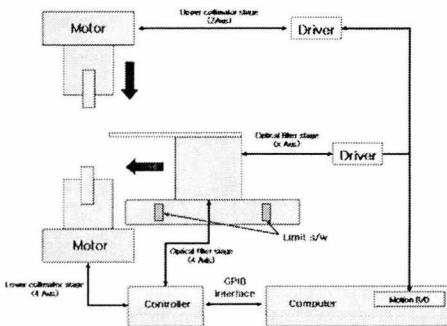 Motor
Upper collimator stage
(2Axis)
Driver
Optical filter stage
(x Axis)
Driver
Limit s/w
Motor
Optical filter stage
(4 Axis)
Lower collimator stage
(4 Axis)
Controller
GPIB
Interface
Computer
Motion B/D